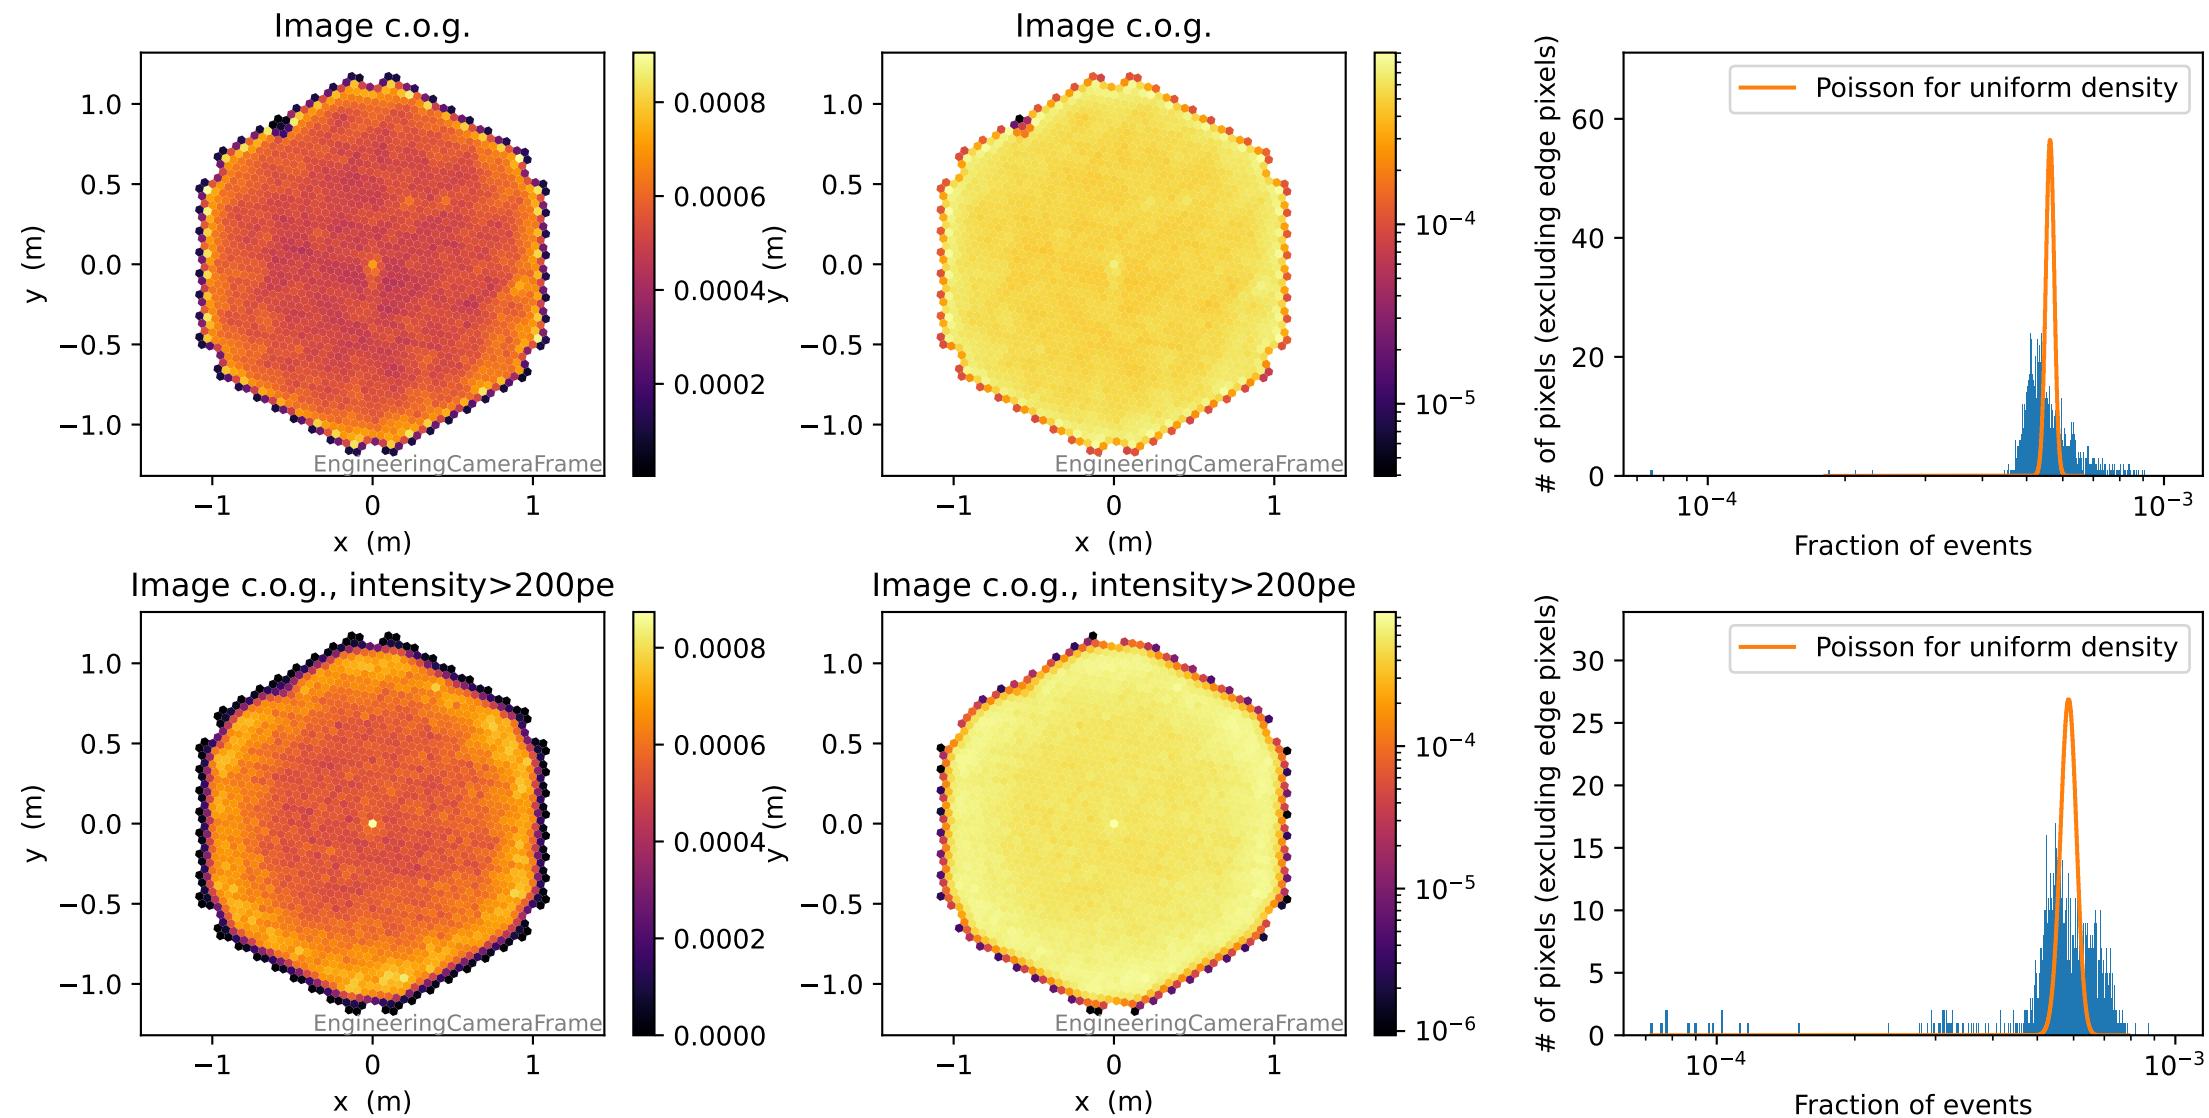 Image c.o.g.
1.0
0.5
0.0
−0.5
−1.0
y (m)
−1
0
1
x (m)
EngineeringCameraFrame
0.0008
0.0006
0.0004
0.0002
Image c.o.g.
1.0
0.5
0.0
−0.5
−1.0
y (m)
−1
0
1
x (m)
EngineeringCameraFrame
10⁻⁴
10⁻⁵
# of pixels (excluding edge pixels)
60
40
20
0
Poisson for uniform density
10⁻⁴
10⁻³
Fraction of events
Image c.o.g., intensity>200pe
1.0
0.5
0.0
−0.5
−1.0
y (m)
−1
0
1
x (m)
EngineeringCameraFrame
0.0008
0.0006
0.0004
0.0002
0.0000
Image c.o.g., intensity>200pe
1.0
0.5
0.0
−0.5
−1.0
y (m)
−1
0
1
x (m)
EngineeringCameraFrame
10⁻⁴
10⁻⁵
10⁻⁶
# of pixels (excluding edge pixels)
30
25
20
15
10
5
0
Poisson for uniform density
10⁻⁴
10⁻³
Fraction of events